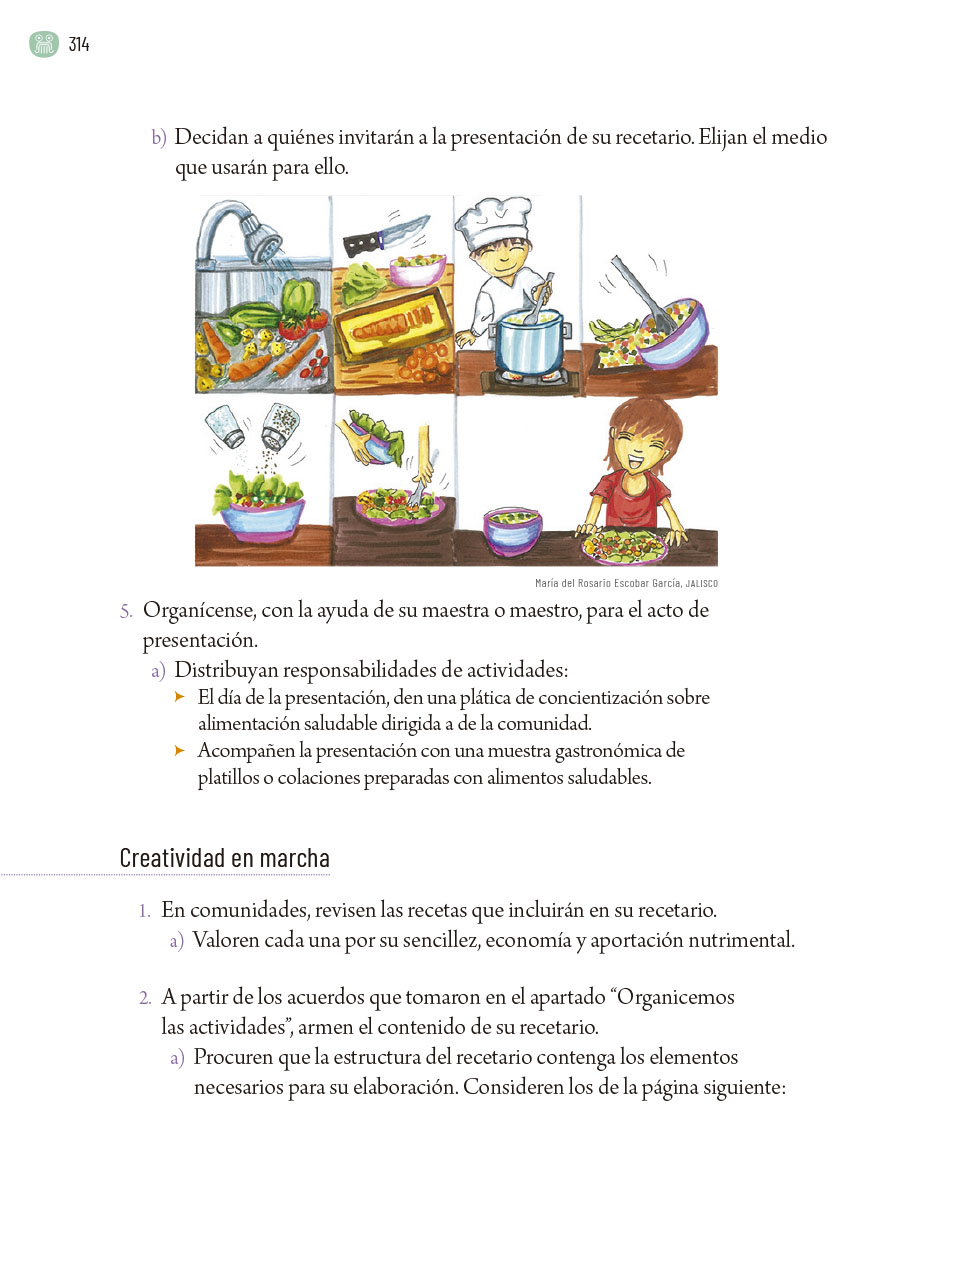 314
b) Decidan a quiénes invitarán a la presentación de su recetario. Elijan el medio
que usarán para ello.
María del Rosario Escobar García, JALISCO
5. Organícense, con la ayuda de su maestra o maestro, para el acto de
presentación.
a) Distribuyan responsabilidades de actividades:
➤ El día de la presentación, den una plática de concientización sobre
alimentación saludable dirigida a de la comunidad.
➤ Acompañen la presentación con una muestra gastronómica de
platillos o colaciones preparadas con alimentos saludables.
Creatividad en marcha
1. En comunidades, revisen las recetas que incluirán en su recetario.
a) Valoren cada una por su sencillez, economía y aportación nutrimental.
2. A partir de los acuerdos que tomaron en el apartado “Organicemos
las actividades”, armen el contenido de su recetario.
a) Procuren que la estructura del recetario contenga los elementos
necesarios para su elaboración. Consideren los de la página siguiente: